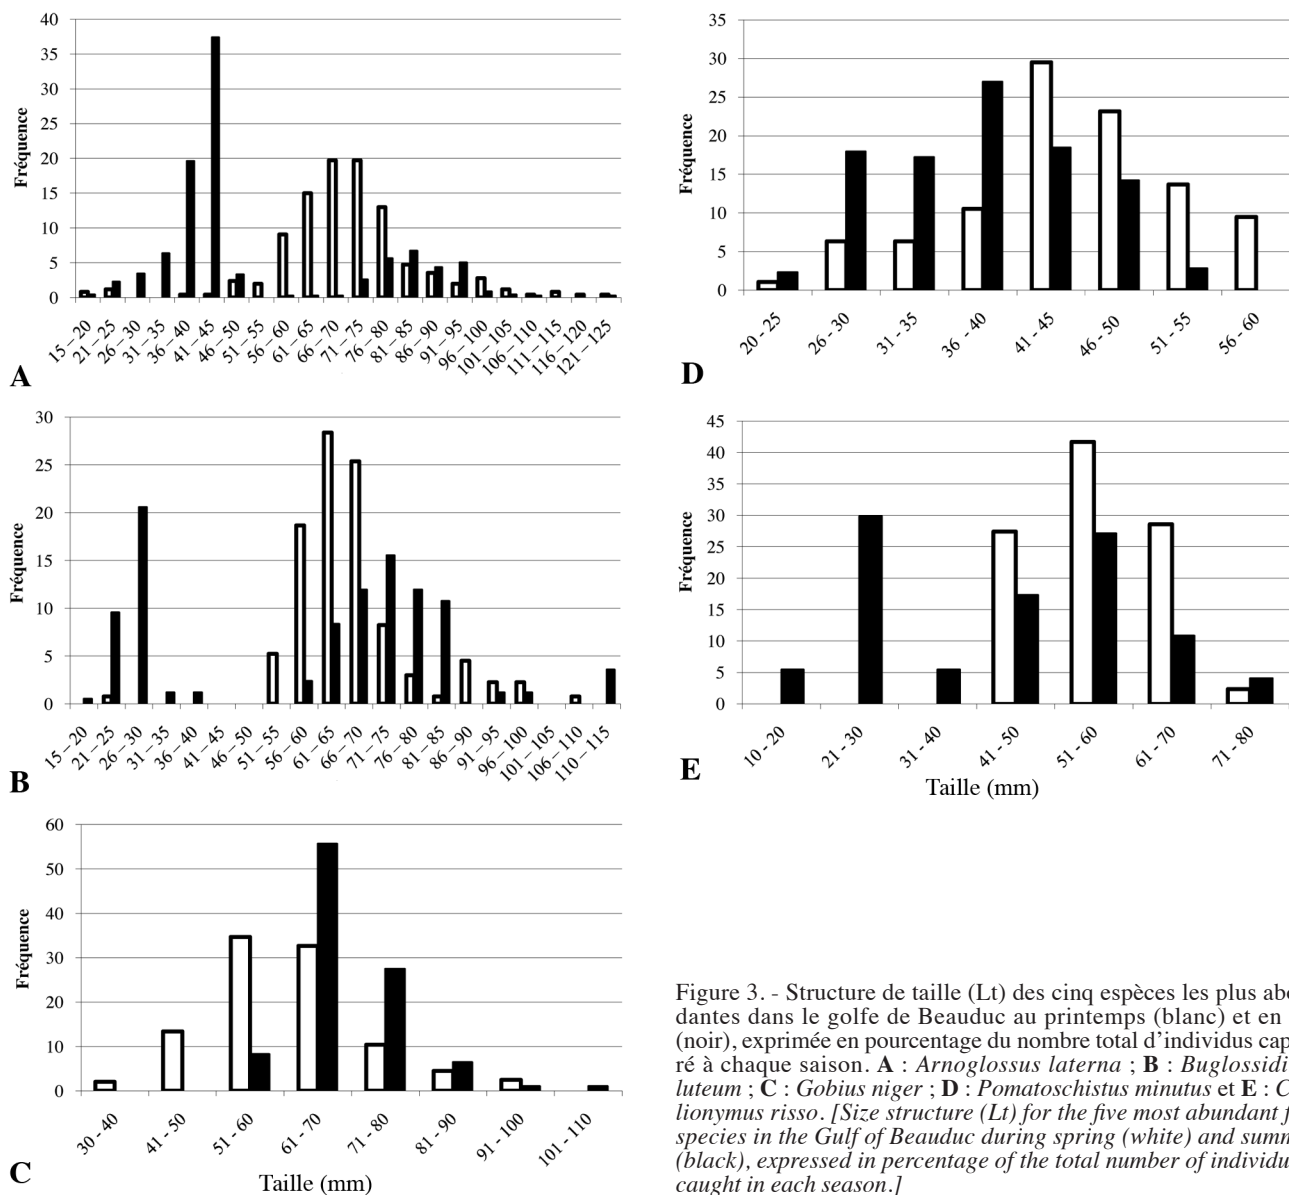 40
35
30
25
20
15
10
5
0
Fréquence
15 – 20
21 – 25
26 – 30
31 – 35
36 – 40
41 – 45
46 – 50
51 – 55
56 – 60
61 – 65
66 – 70
71 – 75
76 – 80
81 – 85
86 – 90
91 – 95
96 – 100
101 – 105
106 – 110
111 – 115
116 – 120
121 – 125
A
30
25
20
15
10
5
0
Fréquence
15 – 20
21 – 25
26 – 30
31 – 35
36 – 40
41 – 45
46 – 50
51 – 55
56 – 60
61 – 65
66 – 70
71 – 75
76 – 80
81 – 85
86 – 90
91 – 95
96 – 100
101 – 105
106 – 110
110 – 115
B
60
50
40
30
20
10
0
Fréquence
30 - 40
41 - 50
51 - 60
61 - 70
71 - 80
81 - 90
91 - 100
101 - 110
C
Taille (mm)
35
30
25
20
15
10
5
0
Fréquence
20 - 25
26 - 30
31 - 35
36 - 40
41 - 45
46 - 50
51 - 55
56 - 60
D
45
40
35
30
25
20
15
10
5
0
Fréquence
10 - 20
21 - 30
31 - 40
41 - 50
51 - 60
61 - 70
71 - 80
E
Taille (mm)
Figure 3. - Structure de taille (Lt) des cinq espèces les plus abo
dantes dans le golfe de Beauduc au printemps (blanc) et en
(noir), exprimée en pourcentage du nombre total d'individus cap
ré à chaque saison. A : Arnoglossus laterna ; B : Buglossidi
luteum ; C : Gobius niger ; D : Pomatoschistus minutus et E : C
lionymus risso. [Size structure (Lt) for the five most abundant f
species in the Gulf of Beauduc during spring (white) and summ
(black), expressed in percentage of the total number of individu
caught in each season.]